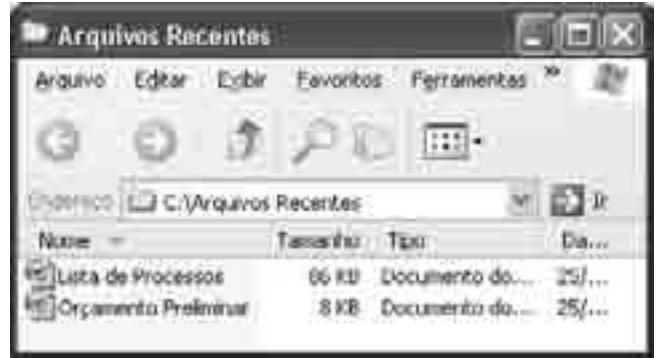 Arquivos Recentes
Arquivo Editar Exibir Favoritos Ferramentas »
Endereço C:\Arquivos Recentes Ir
Nome Tamanho Tipo Da...
Lista de Processos 86 KB Documento do... 25/...
Orçamento Preliminar 8 KB Documento do... 25/...